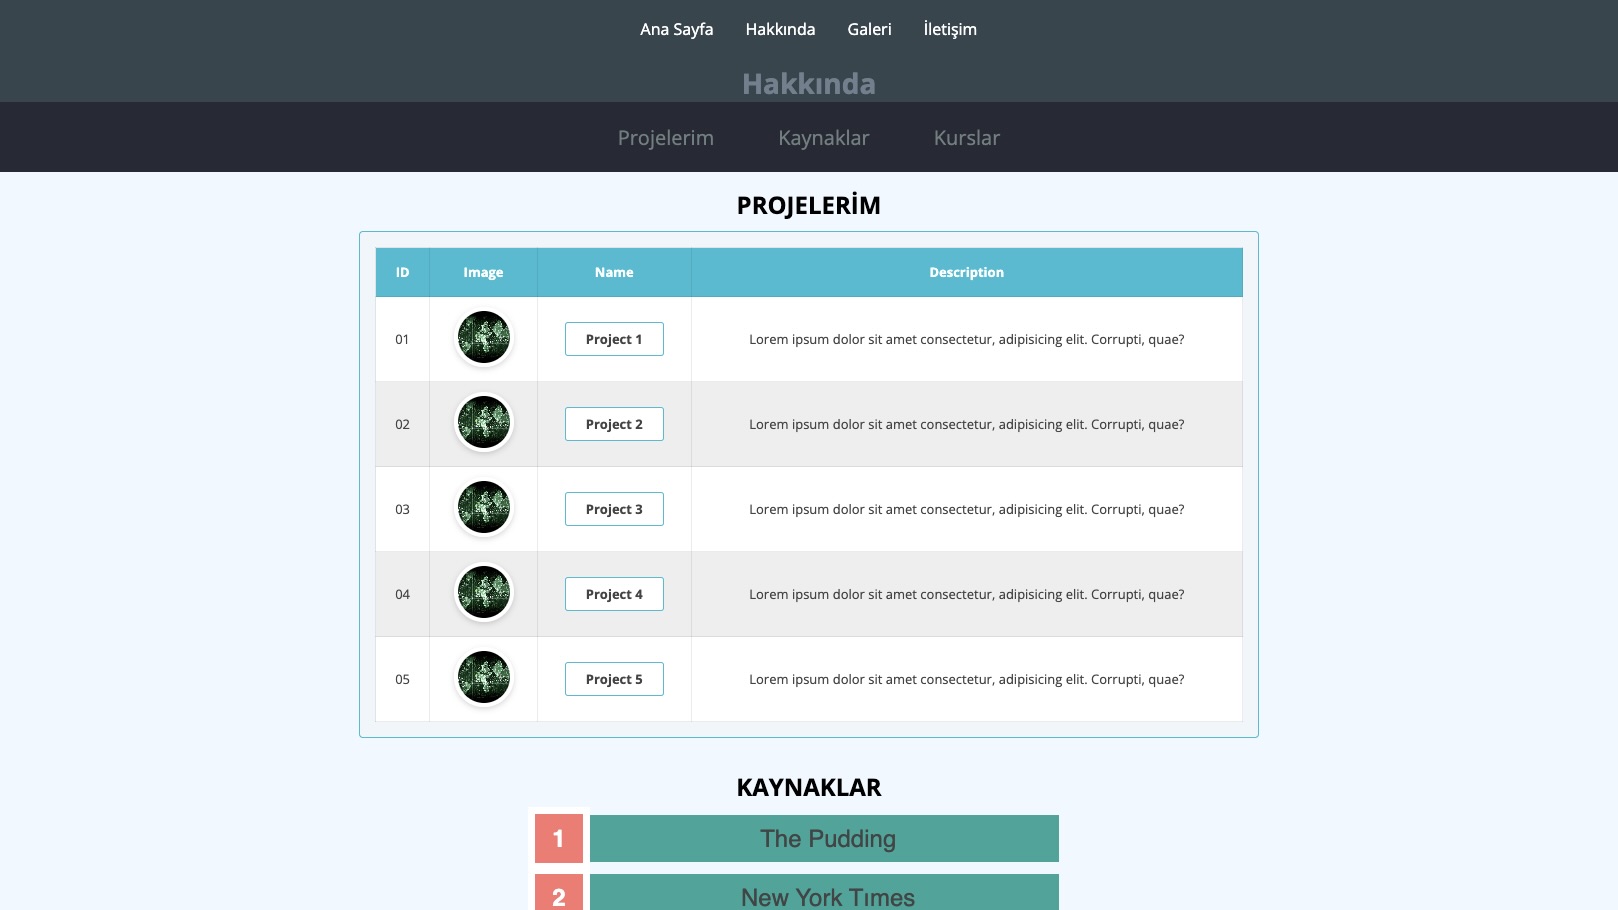 Ana Sayfa Hakkında Galeri İletişim
Hakkında
Projelerim Kaynaklar Kurslar
PROJELERİM
ID Image Name Description
01 Project 1 Lorem ipsum dolor sit amet consectetur, adipisicing elit. Corrupti, quae?
02 Project 2 Lorem ipsum dolor sit amet consectetur, adipisicing elit. Corrupti, quae?
03 Project 3 Lorem ipsum dolor sit amet consectetur, adipisicing elit. Corrupti, quae?
04 Project 4 Lorem ipsum dolor sit amet consectetur, adipisicing elit. Corrupti, quae?
05 Project 5 Lorem ipsum dolor sit amet consectetur, adipisicing elit. Corrupti, quae?
KAYNAKLAR
1 The Pudding
2 New York Tımes